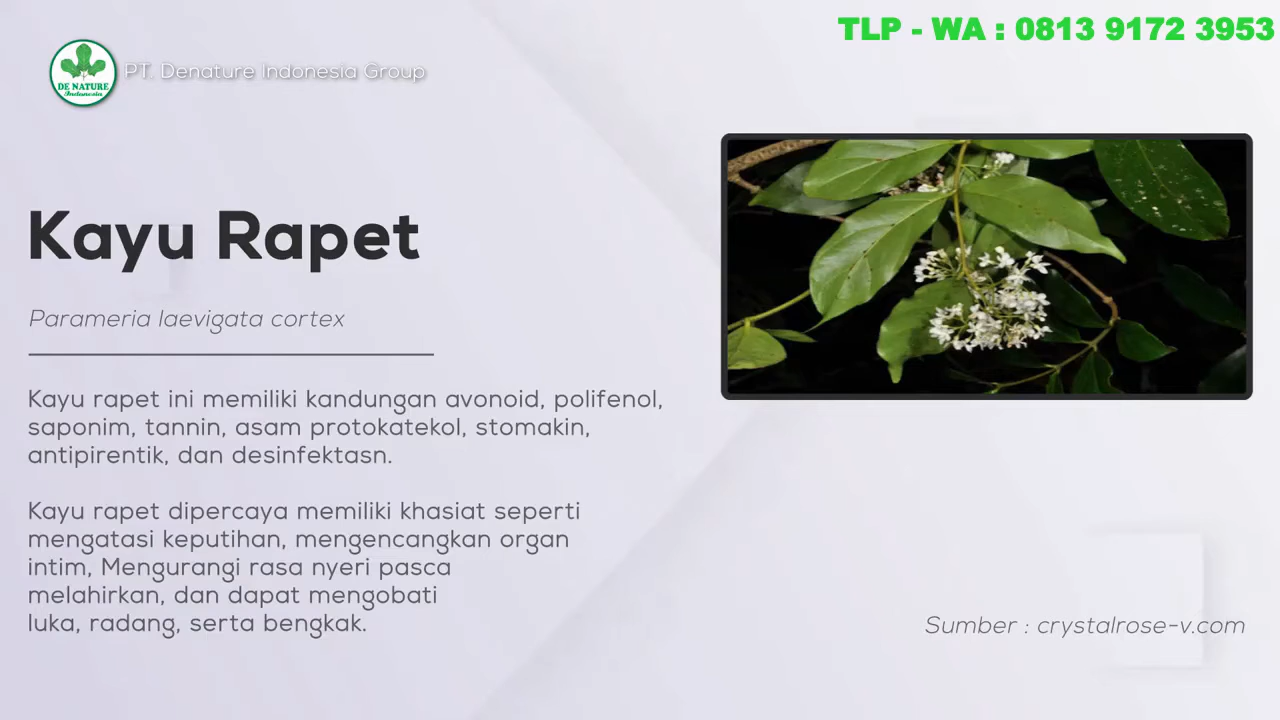 TLP - WA : 0813 9172 3953
DE NATURE
Indonesia
PT. Denature Indonesia Group
Kayu Rapet
Parameria laevigata cortex
Kayu rapet ini memiliki kandungan avonoid, polifenol,
saponim, tannin, asam protokatekol, stomakin,
antipirentik, dan desinfektasn.
Kayu rapet dipercaya memiliki khasiat seperti
mengatasi keputihan, mengencangkan organ
intim, Mengurangi rasa nyeri pasca
melahirkan, dan dapat mengobati
luka, radang, serta bengkak.
Sumber : crystalrose-v.com